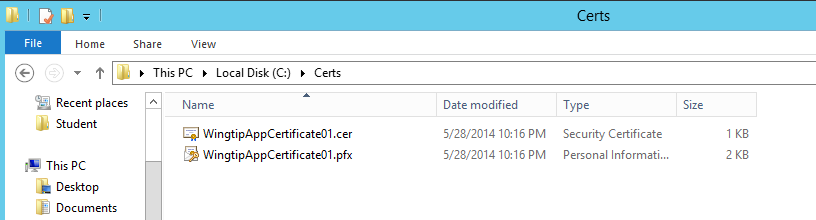 Certs
File Home Share View
This PC Local Disk (C:) Certs
Recent places
Student
This PC
Desktop
Documents
Name Date modified Type Size
WingtipAppCertificate01.cer 5/28/2014 10:16 PM Security Certificate 1 KB
WingtipAppCertificate01.pfx 5/28/2014 10:16 PM Personal Informati... 2 KB